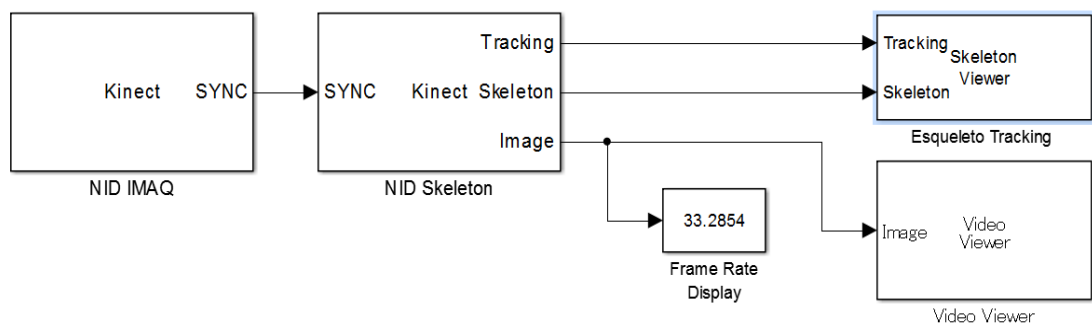 Kinect SYNC
NID IMAQ
SYNC Kinect Skeleton
Tracking
Image
NID Skeleton
Tracking
Skeleton
Viewer
Skeleton
Esqueleto Tracking
33.2854
Frame Rate
Display
Image
Video
Viewer
Video Viewer